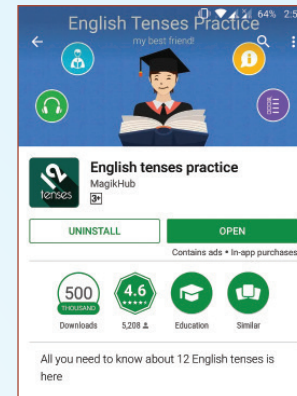 64% 2:5
English Tenses Practice
my best friend!
12
tenses
English tenses practice
MagikHub
3+
UNINSTALL
OPEN
Contains ads • In-app purchases
500
THOUSAND
4.6
Downloads
5,208
Education
Similar
All you need to know about 12 English tenses is
here